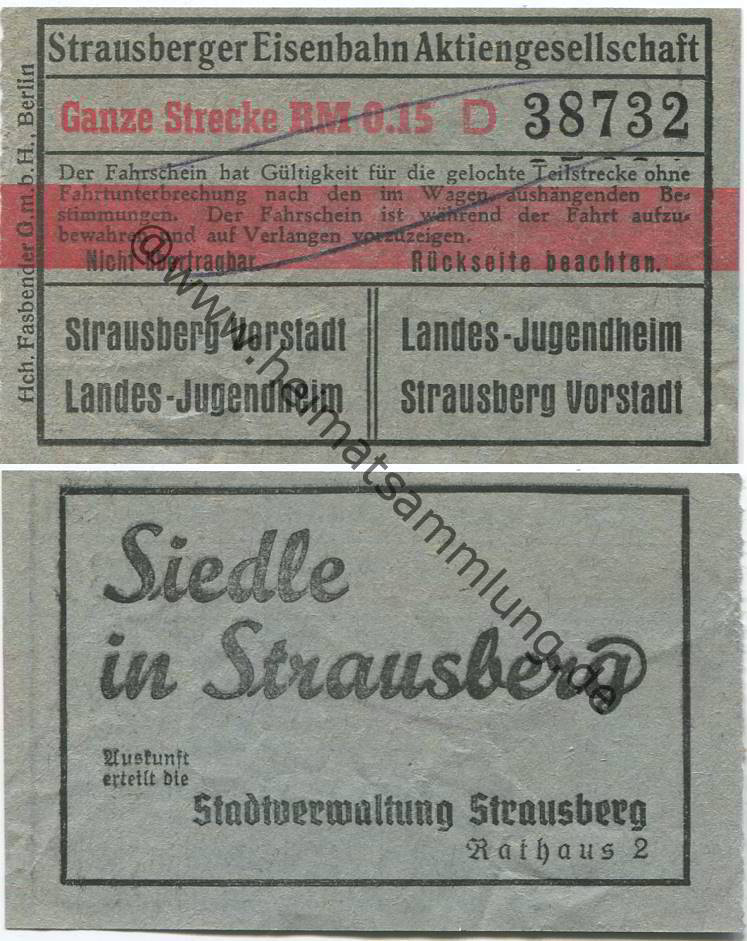 Strausberger Eisenbahn Aktiengesellschaft
Ganze Strecke RM 0.15 D 38732
Der Fahrschein hat Gültigkeit für die gelochte Teilstrecke ohne
Fahrtunterbrechung nach den im Wagen aushängenden Be-
stimmungen. Der Fahrschein ist während der Fahrt aufzu-
bewahren und auf Verlangen vorzuzeigen.
Nicht übertragbar. Rückseite beachten.
Strausberg-Vorstadt
Landes-Jugendheim
Landes-Jugendheim
Strausberg Vorstadt
Hch. Fasbender G.m.b.H., Berlin
Siedle
in Strausberg
Auskunft
erteilt die
Stadtverwaltung Strausberg
Rathaus 2
@www.heimatsammlung.de